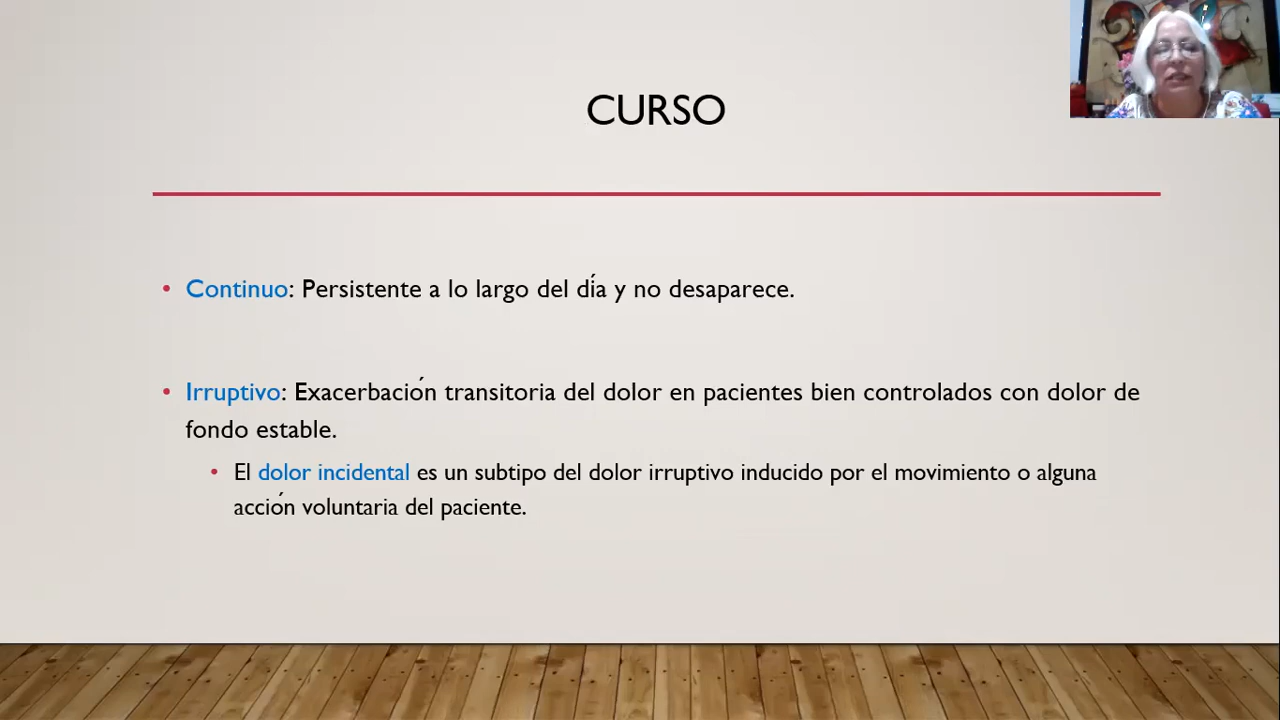 CURSO
• Continuo: Persistente a lo largo del día y no desaparece.
• Irruptivo: Exacerbación transitoria del dolor en pacientes bien controlados con dolor de
fondo estable.
• El dolor incidental es un subtipo del dolor irruptivo inducido por el movimiento o alguna
acción voluntaria del paciente.